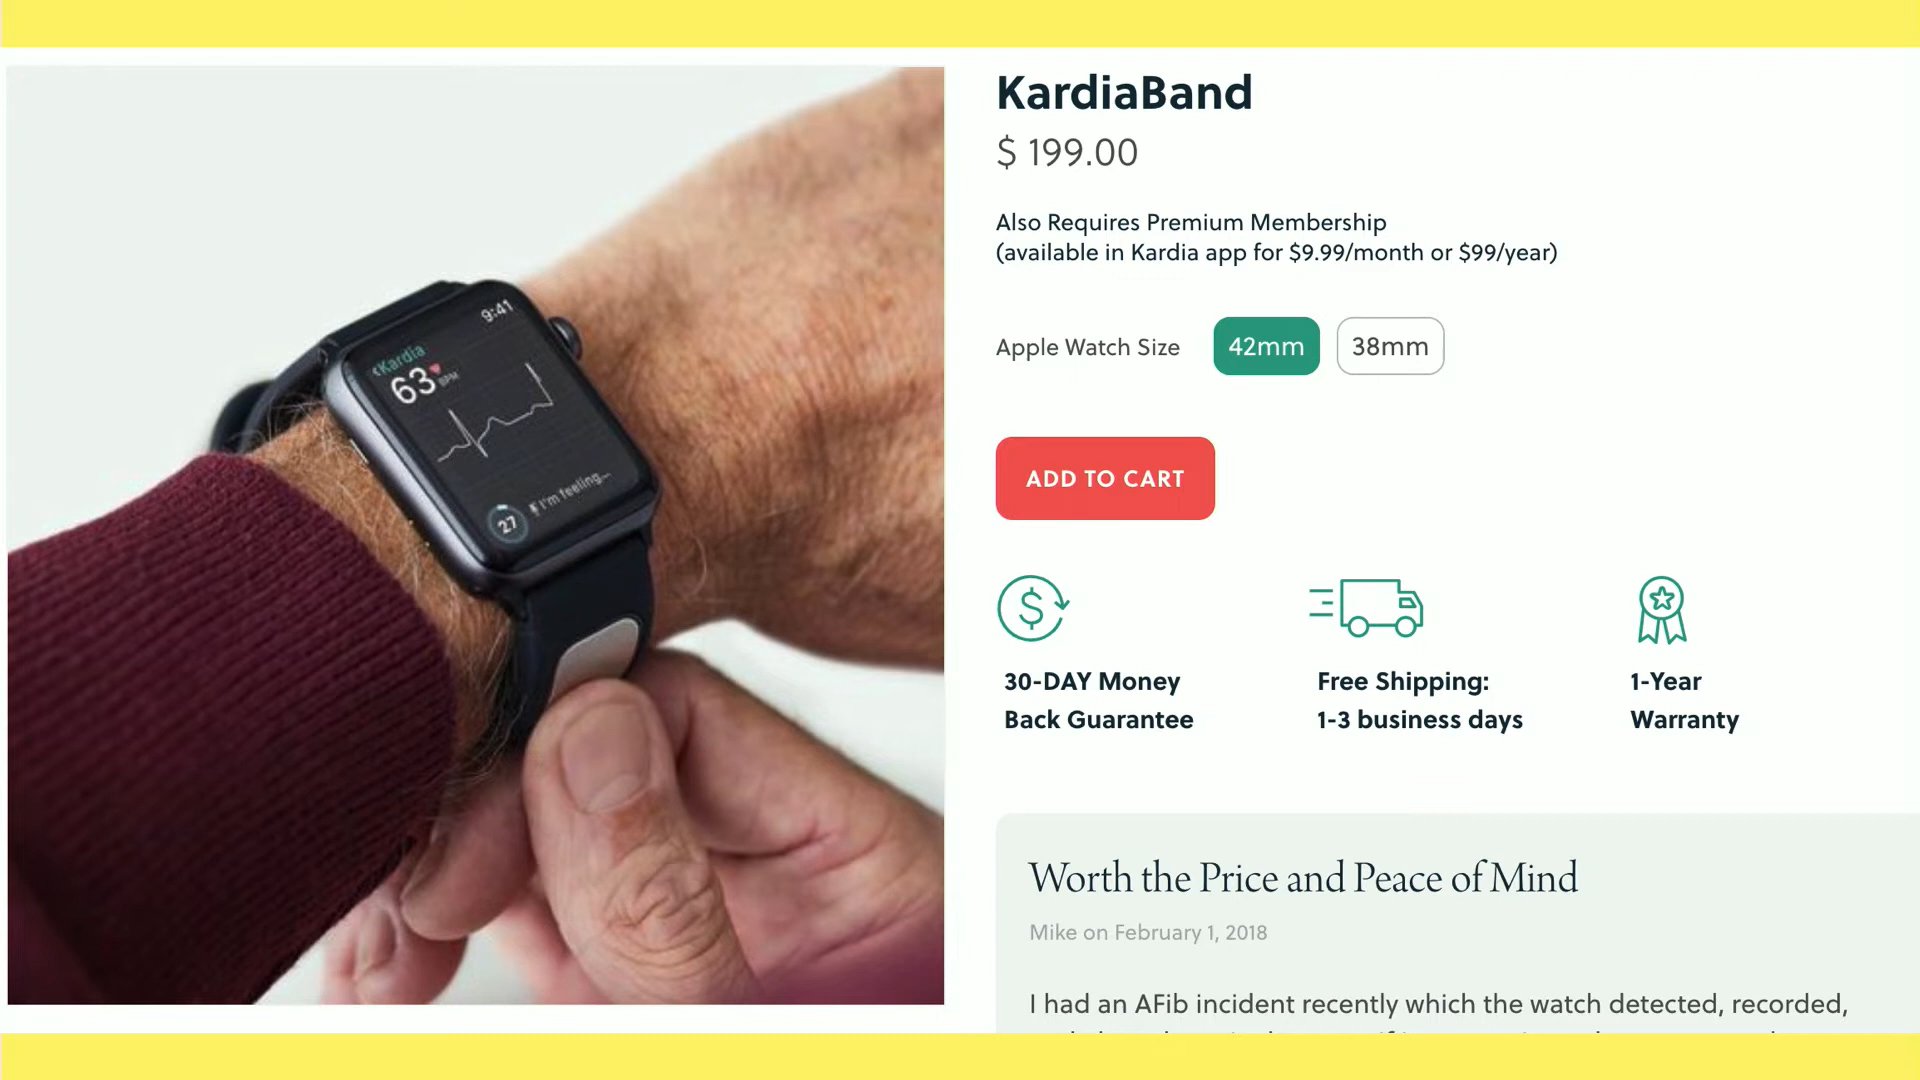 KardiaBand
$ 199.00
Also Requires Premium Membership
(available in Kardia app for $9.99/month or $99/year)
Apple Watch Size 42mm 38mm
ADD TO CART
30-DAY Money
Back Guarantee
Free Shipping:
1-3 business days
1-Year
Warranty
Worth the Price and Peace of Mind
Mike on February 1, 2018
I had an AFib incident recently which the watch detected, recorded,
9:41
‹Kardia
63 BPM
27 I'm feeling...